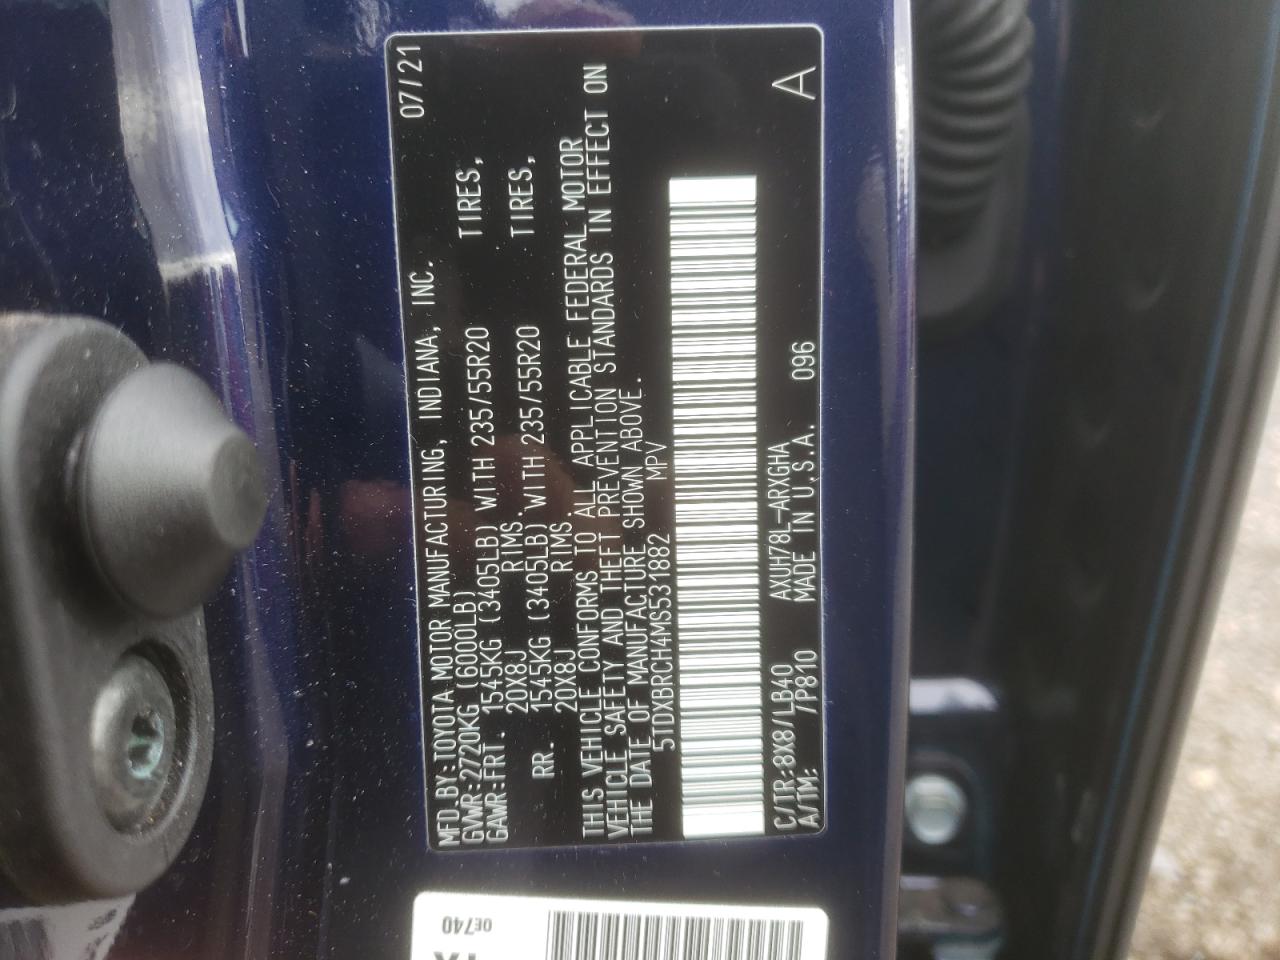 MFD.BY:TOYOTA MOTOR MANUFACTURING, INDIANA, INC. 07/21
GVWR:2720KG(6000LB)
GAWR:FRT. 1545KG (3405LB) WITH 235/55R20 TIRES,
20X8J RIMS.
RR. 1545KG (3405LB) WITH 235/55R20 TIRES,
20X8J RIMS.
THIS VEHICLE CONFORMS TO ALL APPLICABLE FEDERAL MOTOR
VEHICLE SAFETY AND THEFT PREVENTION STANDARDS IN EFFECT ON
THE DATE OF MANUFACTURE SHOWN ABOVE.
5TDXBRCH4MS531882 MPV
C/TR:8X8/LB40 AXUH78L-ARXGHA
A/TM: /P810 MADE IN U.S.A. 096 A
0E740